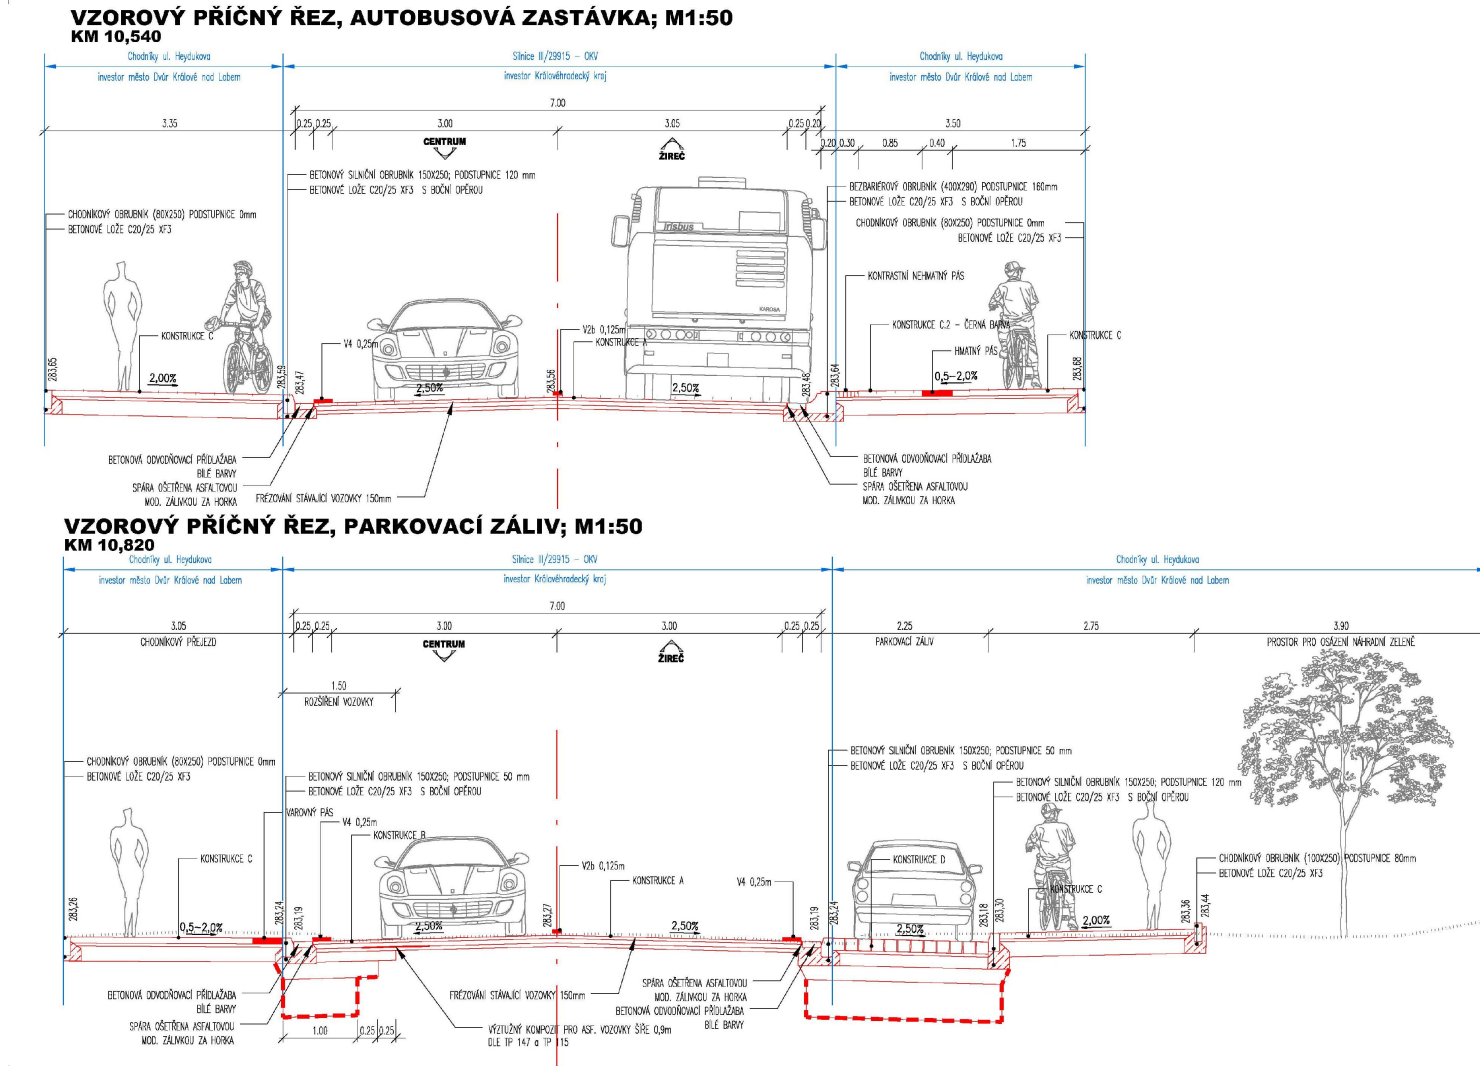 VZOROVÝ PŘÍČNÝ ŘEZ, AUTOBUSOVÁ ZASTÁVKA; M1:50
KM 10,540
Chodníky ul. Heydukova
Silnice II/29915 - OKV
Chodníky ul. Heydukova
investor město Dvůr Králové nad Labem
investor Královéhradecký kraj
investor město Dvůr Králové nad Labem
7.00
3.35
0.25
0.25
3.00
3.05
0.25
0.20
3.50
CENTRUM
ŽIREČ
0.20
0.30
0.85
0.40
1.75
BETONOVÝ SILNIČNÍ OBRUBNÍK 150X250; PODSTUPNICE 120 mm
BETONOVÉ LOŽE C20/25 XF3 S BOČNÍ OPĚROU
BEZBARIÉROVÝ OBRUBNÍK (400X290) PODSTUPNICE 160mm
BETONOVÉ LOŽE C20/25 XF3 S BOČNÍ OPĚROU
CHODNÍKOVÝ OBRUBNÍK (80X250) PODSTUPNICE 0mm
BETONOVÉ LOŽE C20/25 XF3
CHODNÍKOVÝ OBRUBNÍK (80X250) PODSTUPNICE 0mm
BETONOVÉ LOŽE C20/25 XF3
Irisbus
KAROSA
KONTRASTNÍ NEHMATNÝ PÁS
KONSTRUKCE C
V4 0,25m
V2b 0,125m
KONSTRUKCE A
KONSTRUKCE C.2 - ČERNÁ BARVA
KONSTRUKCE C
HMATNÝ PÁS
283,65
2,00%
283,59
283,47
2,50%
283,56
2,50%
283,48
283,64
0,5-2,0%
283,68
BETONOVÁ ODVODŇOVACÍ PŘÍDLAŽABA
BÍLÉ BARVY
SPÁRA OŠETŘENA ASFALTOVOU
MOD. ZÁLIVKOU ZA HORKA
FRÉZOVÁNÍ STÁVAJÍCÍ VOZOVKY 150mm
BETONOVÁ ODVODŇOVACÍ PŘÍDLAŽABA
BÍLÉ BARVY
SPÁRA OŠETŘENA ASFALTOVOU
MOD. ZÁLIVKOU ZA HORKA
VZOROVÝ PŘÍČNÝ ŘEZ, PARKOVACÍ ZÁLIV; M1:50
KM 10,820
Chodníky ul. Heydukova
Silnice II/29915 - OKV
Chodníky ul. Heydukova
investor město Dvůr Králové nad Labem
investor Královéhradecký kraj
investor město Dvůr Králové nad Labem
7.00
3.05
0.25
0.25
3.00
3.00
0.25
0.25
2.25
2.75
3.90
CHODNÍKOVÝ PŘEJEZD
CENTRUM
ŽIREČ
PARKOVACÍ ZÁLIV
PROSTOR PRO OSÁZENÍ NÁHRADNÍ ZELENĚ
1.50
ROZŠÍŘENÍ VOZOVKY
CHODNÍKOVÝ OBRUBNÍK (80X250) PODSTUPNICE 0mm
BETONOVÉ LOŽE C20/25 XF3
BETONOVÝ SILNIČNÍ OBRUBNÍK 150X250; PODSTUPNICE 50 mm
BETONOVÉ LOŽE C20/25 XF3 S BOČNÍ OPĚROU
BETONOVÝ SILNIČNÍ OBRUBNÍK 150X250; PODSTUPNICE 50 mm
BETONOVÉ LOŽE C20/25 XF3 S BOČNÍ OPĚROU
BETONOVÝ SILNIČNÍ OBRUBNÍK 150X250; PODSTUPNICE 120 mm
BETONOVÉ LOŽE C20/25 XF3 S BOČNÍ OPĚROU
VAROVNÝ PÁS
V4 0,25m
KONSTRUKCE B
KONSTRUKCE C
V2b 0,125m
KONSTRUKCE A
V4 0,25m
KONSTRUKCE D
KONSTRUKCE C
CHODNÍKOVÝ OBRUBNÍK (100X250) PODSTUPNICE 80mm
BETONOVÉ LOŽE C20/25 XF3
283,26
0,5-2,0%
283,24
283,19
2,50%
283,27
2,50%
283,19
283,24
2,50%
283,18
283,30
2,00%
283,36
283,44
BETONOVÁ ODVODŇOVACÍ PŘÍDLAŽABA
BÍLÉ BARVY
SPÁRA OŠETŘENA ASFALTOVOU
MOD. ZÁLIVKOU ZA HORKA
1.00
0.25
0.25
FRÉZOVÁNÍ STÁVAJÍCÍ VOZOVKY 150mm
VÝZTUŽNÝ KOMPOZIT PRO ASF. VOZOVKY ŠÍŘE 0,9m
DLE TP 147 a TP 115
SPÁRA OŠETŘENA ASFALTOVOU
MOD. ZÁLIVKOU ZA HORKA
BETONOVÁ ODVODŇOVACÍ PŘÍDLAŽABA
BÍLÉ BARVY